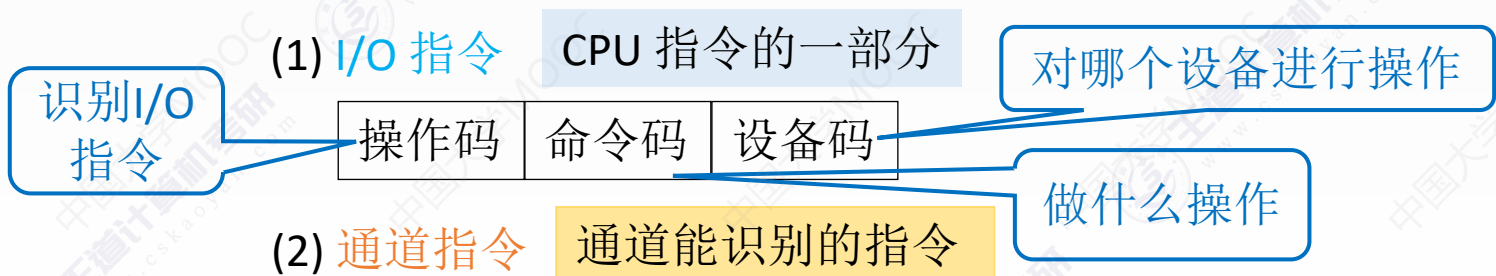 (1) I/O 指令 CPU 指令的一部分
对哪个设备进行操作
识别I/O
指令
操作码 命令码 设备码
做什么操作
(2) 通道指令 通道能识别的指令